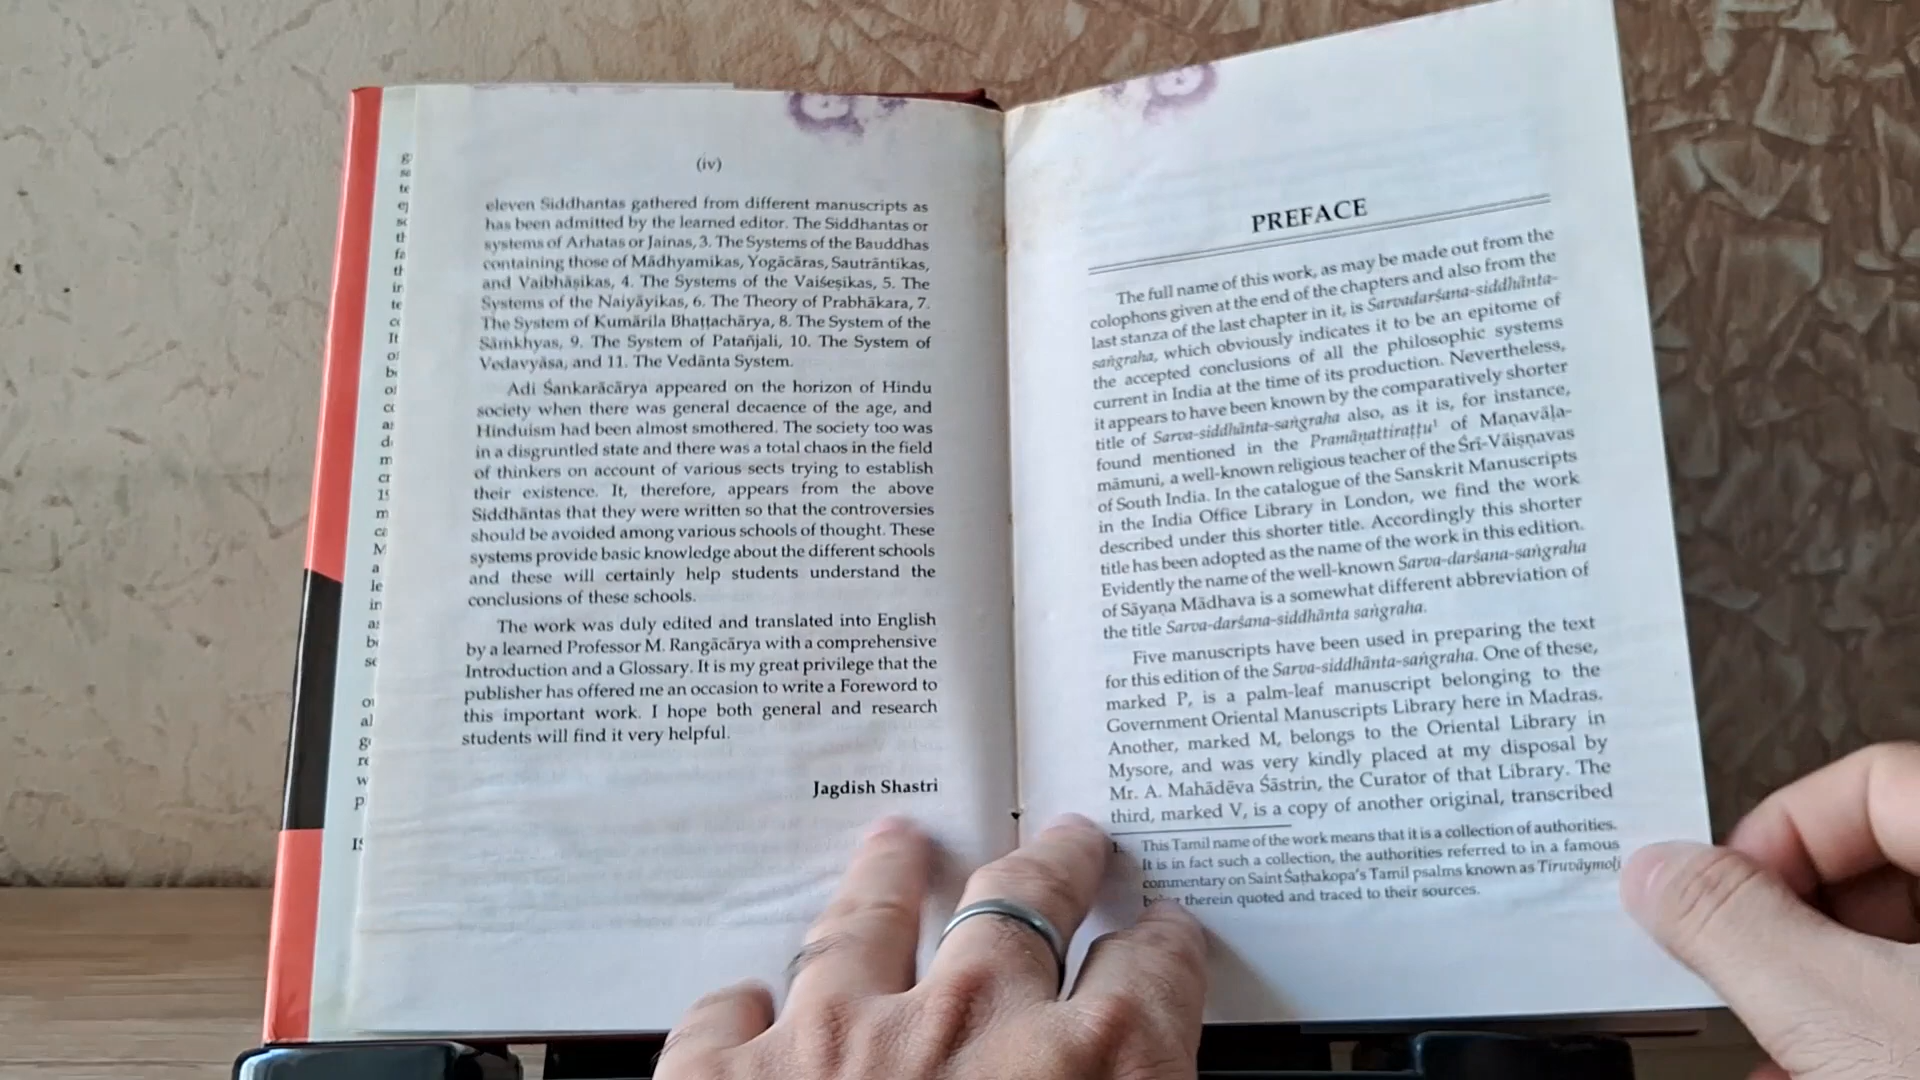 (iv)
eleven Siddhantas gathered from different manuscripts as
has been admitted by the learned editor. The Siddhantas or
systems of Arhatas or Jainas, 3. The Systems of the Bauddhas
containing those of Mādhyamikas, Yogācāras, Sautrāntikas,
and Vaibhāṣikas, 4. The Systems of the Vaiśeṣikas, 5. The
Systems of the Naiyāyikas, 6. The Theory of Prabhākara, 7.
The System of Kumārila Bhaṭṭachārya, 8. The System of the
Sāmkhyas, 9. The System of Patañjali, 10. The System of
Vedavyāsa, and 11. The Vedānta System.
Adi Śankarācārya appeared on the horizon of Hindu
society when there was general decaence of the age, and
Hinduism had been almost smothered. The society too was
in a disgruntled state and there was a total chaos in the field
of thinkers on account of various sects trying to establish
their existence. It, therefore, appears from the above
Siddhāntas that they were written so that the controversies
should be avoided among various schools of thought. These
systems provide basic knowledge about the different schools
and these will certainly help students understand the
conclusions of these schools.
The work was duly edited and translated into English
by a learned Professor M. Rangācārya with a comprehensive
Introduction and a Glossary. It is my great privilege that the
publisher has offered me an occasion to write a Foreword to
this important work. I hope both general and research
students will find it very helpful.
Jagdish Shastri
PREFACE
The full name of this work, as may be made out from the
colophons given at the end of the chapters and also from the
last stanza of the last chapter in it, is Sarvadarśana-siddhānta-
saṅgraha, which obviously indicates it to be an epitome of
the accepted conclusions of all the philosophic systems
current in India at the time of its production. Nevertheless,
it appears to have been known by the comparatively shorter
title of Sarva-siddhānta-saṅgraha also, as it is, for instance,
found mentioned in the Pramāṇattiraṭṭu¹ of Maṇavāḷa-
māmuni, a well-known religious teacher of the Śrī-Vāiṣṇavas
of South India. In the catalogue of the Sanskrit Manuscripts
in the India Office Library in London, we find the work
described under this shorter title. Accordingly this shorter
title has been adopted as the name of the work in this edition.
Evidently the name of the well-known Sarva-darśana-saṅgraha
of Sāyaṇa Mādhava is a somewhat different abbreviation of
the title Sarva-darśana-siddhānta saṅgraha.
Five manuscripts have been used in preparing the text
for this edition of the Sarva-siddhānta-saṅgraha. One of these,
marked P, is a palm-leaf manuscript belonging to the
Government Oriental Manuscripts Library here in Madras.
Another, marked M, belongs to the Oriental Library in
Mysore, and was very kindly placed at my disposal by
Mr. A. Mahādēva Śāstrin, the Curator of that Library. The
third, marked V, is a copy of another original, transcribed
1. This Tamil name of the work means that it is a collection of authorities.
It is in fact such a collection, the authorities referred to in a famous
commentary on Saint Śaṭhakopa's Tamil psalms known as Tiruvāymoḷi
being therein quoted and traced to their sources.